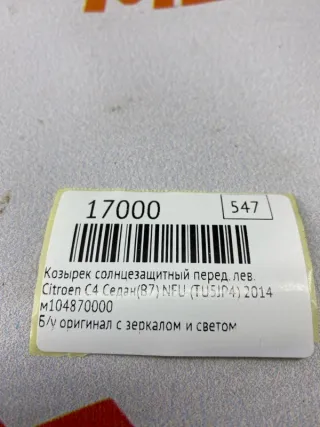 17000
547
Козырек солнцезащитный перед. лев.
Citroen C4 Седан(B7) NFU (TU5JP4) 2014
м104870000
Б/у оригинал с зеркалом и светом